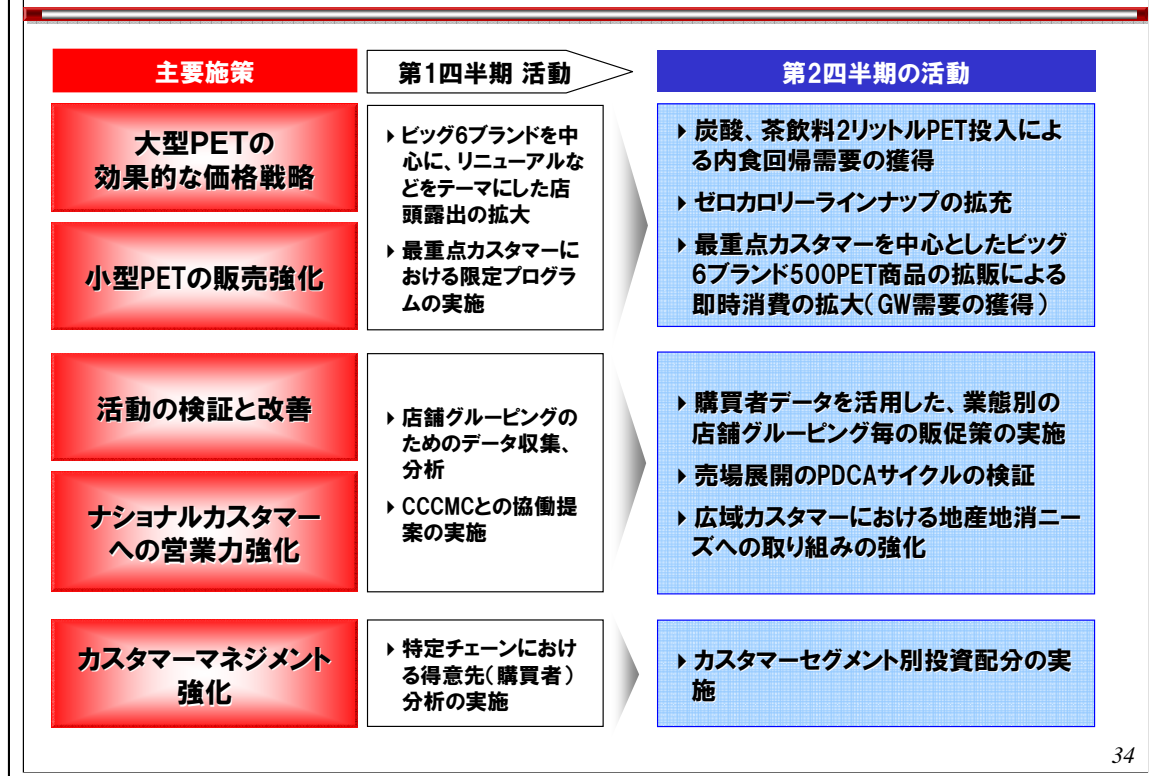 主要施策
第1四半期 活動
第2四半期の活動
大型PETの
効果的な価格戦略
小型PETの販売強化
ビッグ6ブランドを中
心に、リニューアルな
どをテーマにした店
頭露出の拡大
最重点カスタマーに
おける限定プログラ
ムの実施
炭酸、茶飲料2リットルPET投入によ
る内食回帰需要の獲得
ゼロカロリーラインナップの拡充
最重点カスタマーを中心としたビッグ
6ブランド500PET商品の拡販による
即時消費の拡大(GW需要の獲得)
活動の検証と改善
ナショナルカスタマー
への営業力強化
店舗グルーピングの
ためのデータ収集、
分析
CCCMCとの協働提
案の実施
購買者データを活用した、業態別の
店舗グルーピング毎の販促策の実施
売場展開のPDCAサイクルの検証
広域カスタマーにおける地産地消ニー
ズへの取り組みの強化
カスタマーマネジメント
強化
特定チェーンにおけ
る得意先(購買者)
分析の実施
カスタマーセグメント別投資配分の実
施
34